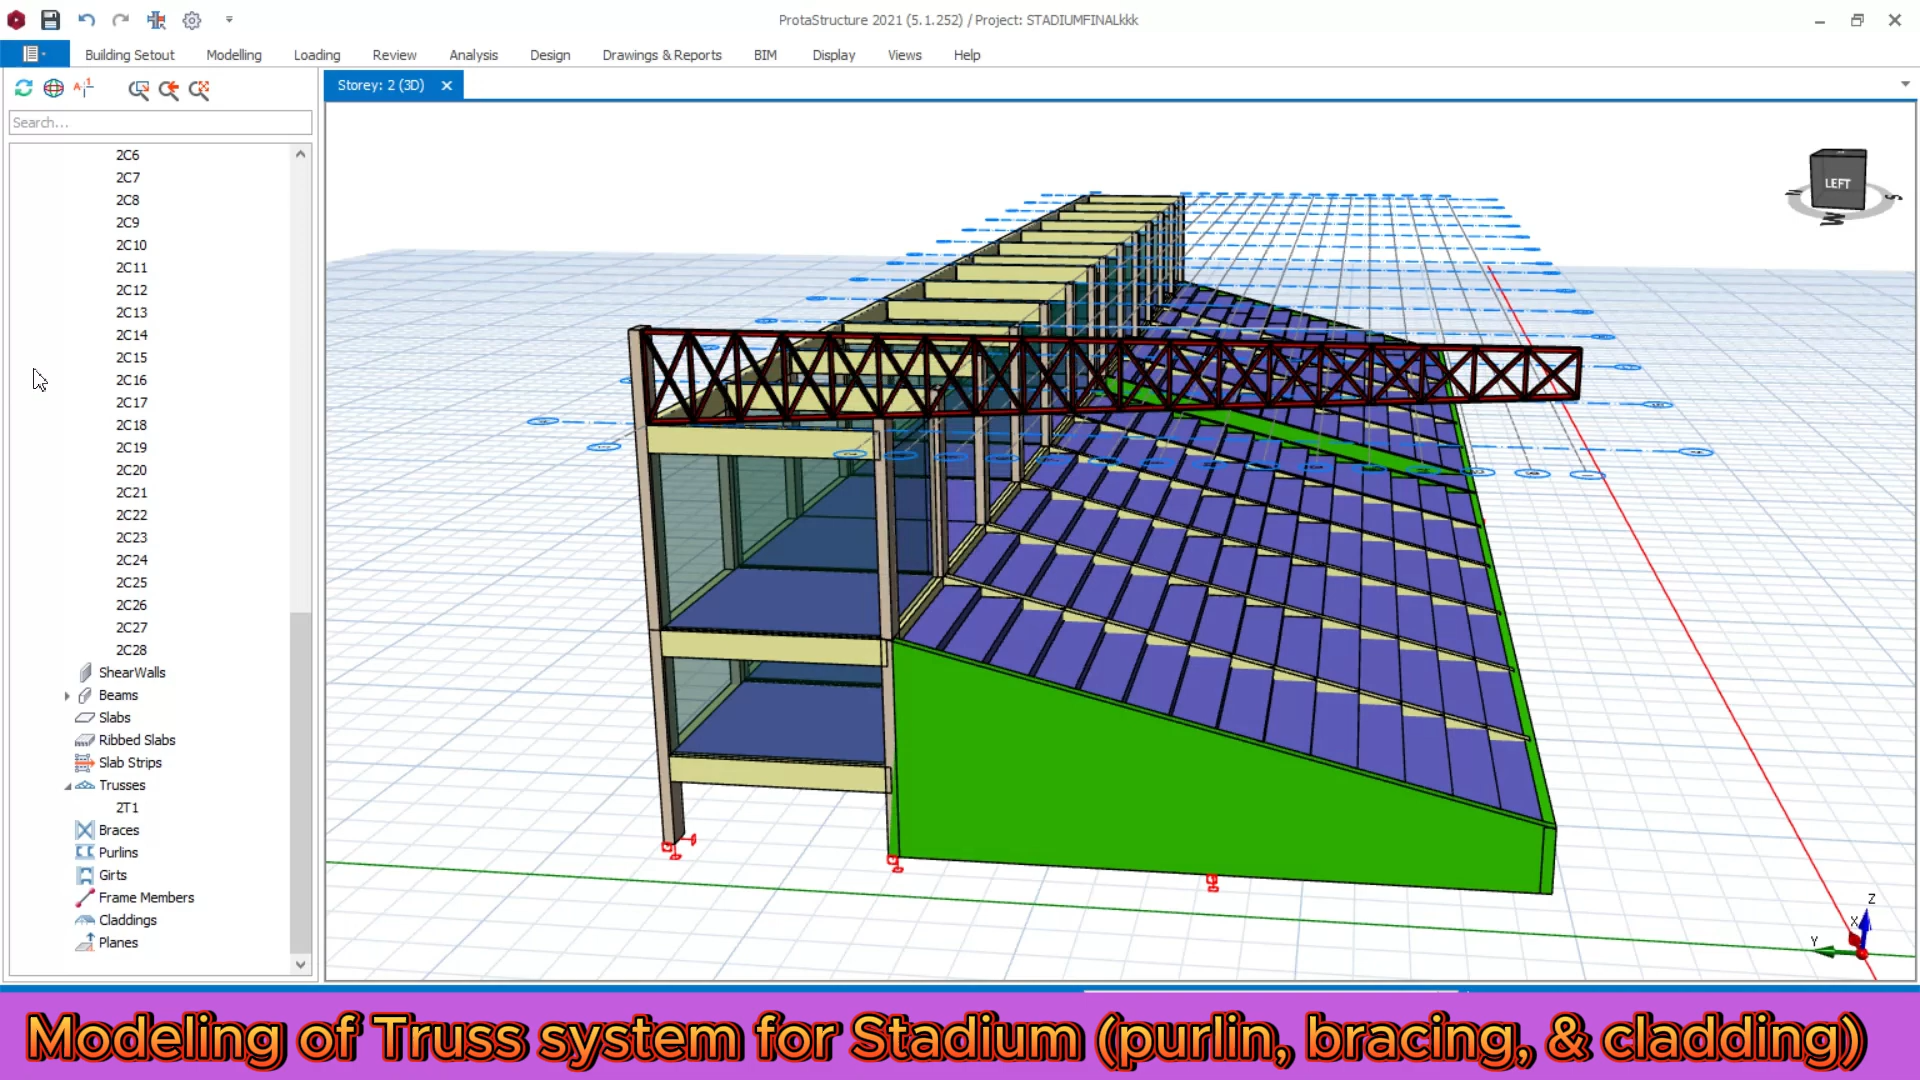 ProtaStructure 2021 (5.1.252) / Project: STADIUMFINALkkk
Building Setout Modelling Loading Review Analysis Design Drawings & Reports BIM Display Views Help
Storey: 2 (3D)
Search...
2C6
2C7
2C8
2C9
2C10
2C11
2C12
2C13
2C14
2C15
2C16
2C17
2C18
2C19
2C20
2C21
2C22
2C23
2C24
2C25
2C26
2C27
2C28
ShearWalls
Beams
Slabs
Ribbed Slabs
Slab Strips
Trusses
2T1
Braces
Purlins
Girts
Frame Members
Claddings
Planes
LEFT
N
S
W
Z
X
Y
Modeling of Truss system for Stadium (purlin, bracing, & cladding)